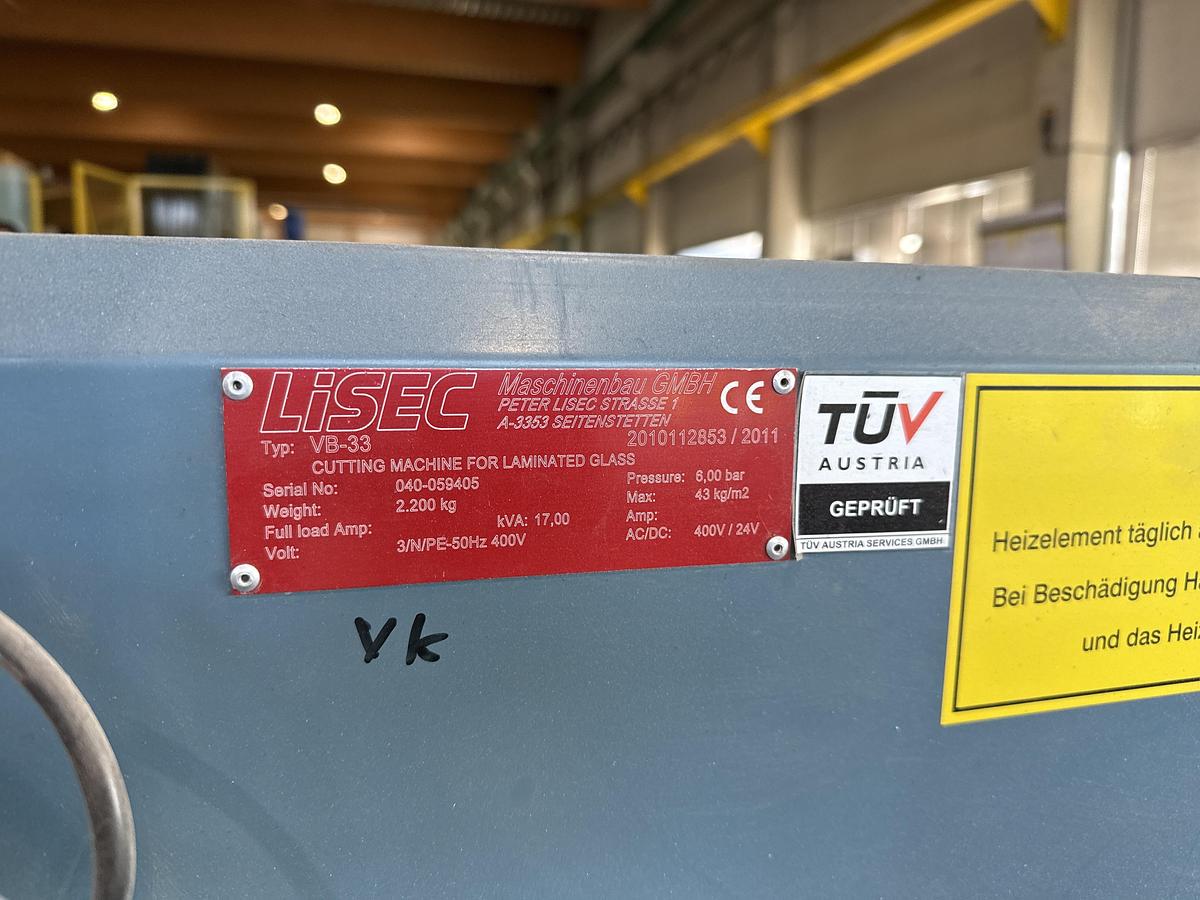 LiSEC Maschinenbau GMBH
PETER LISEC STRASSE 1
A-3353 SEITENSTETTEN
CE
Typ: VB-33 2010112853 / 2011
CUTTING MACHINE FOR LAMINATED GLASS
Serial No: 040-059405 Pressure: 6,00 bar
Weight: 2.200 kg Max: 43 kg/m2
Full load Amp: kVA: 17,00 Amp:
Volt: 3/N/PE-50Hz 400V AC/DC: 400V / 24V
TÜV
AUSTRIA
GEPRÜFT
TÜV AUSTRIA SERVICES GMBH
Heizelement täglich
Bei Beschädigung
und das
VK